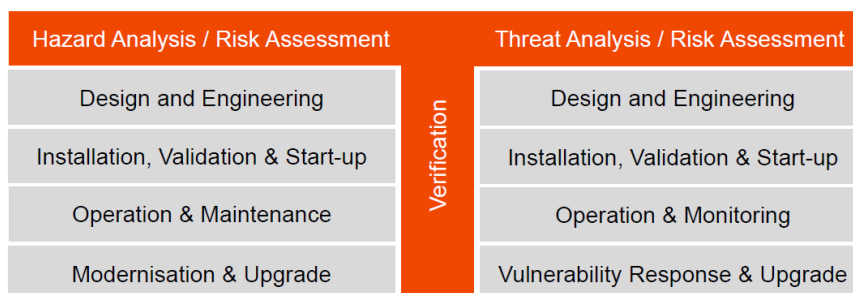 Hazard Analysis / Risk Assessment
Design and Engineering
Installation, Validation & Start-up
Operation & Maintenance
Modernisation & Upgrade
Verification
Threat Analysis / Risk Assessment
Design and Engineering
Installation, Validation & Start-up
Operation & Monitoring
Vulnerability Response & Upgrade